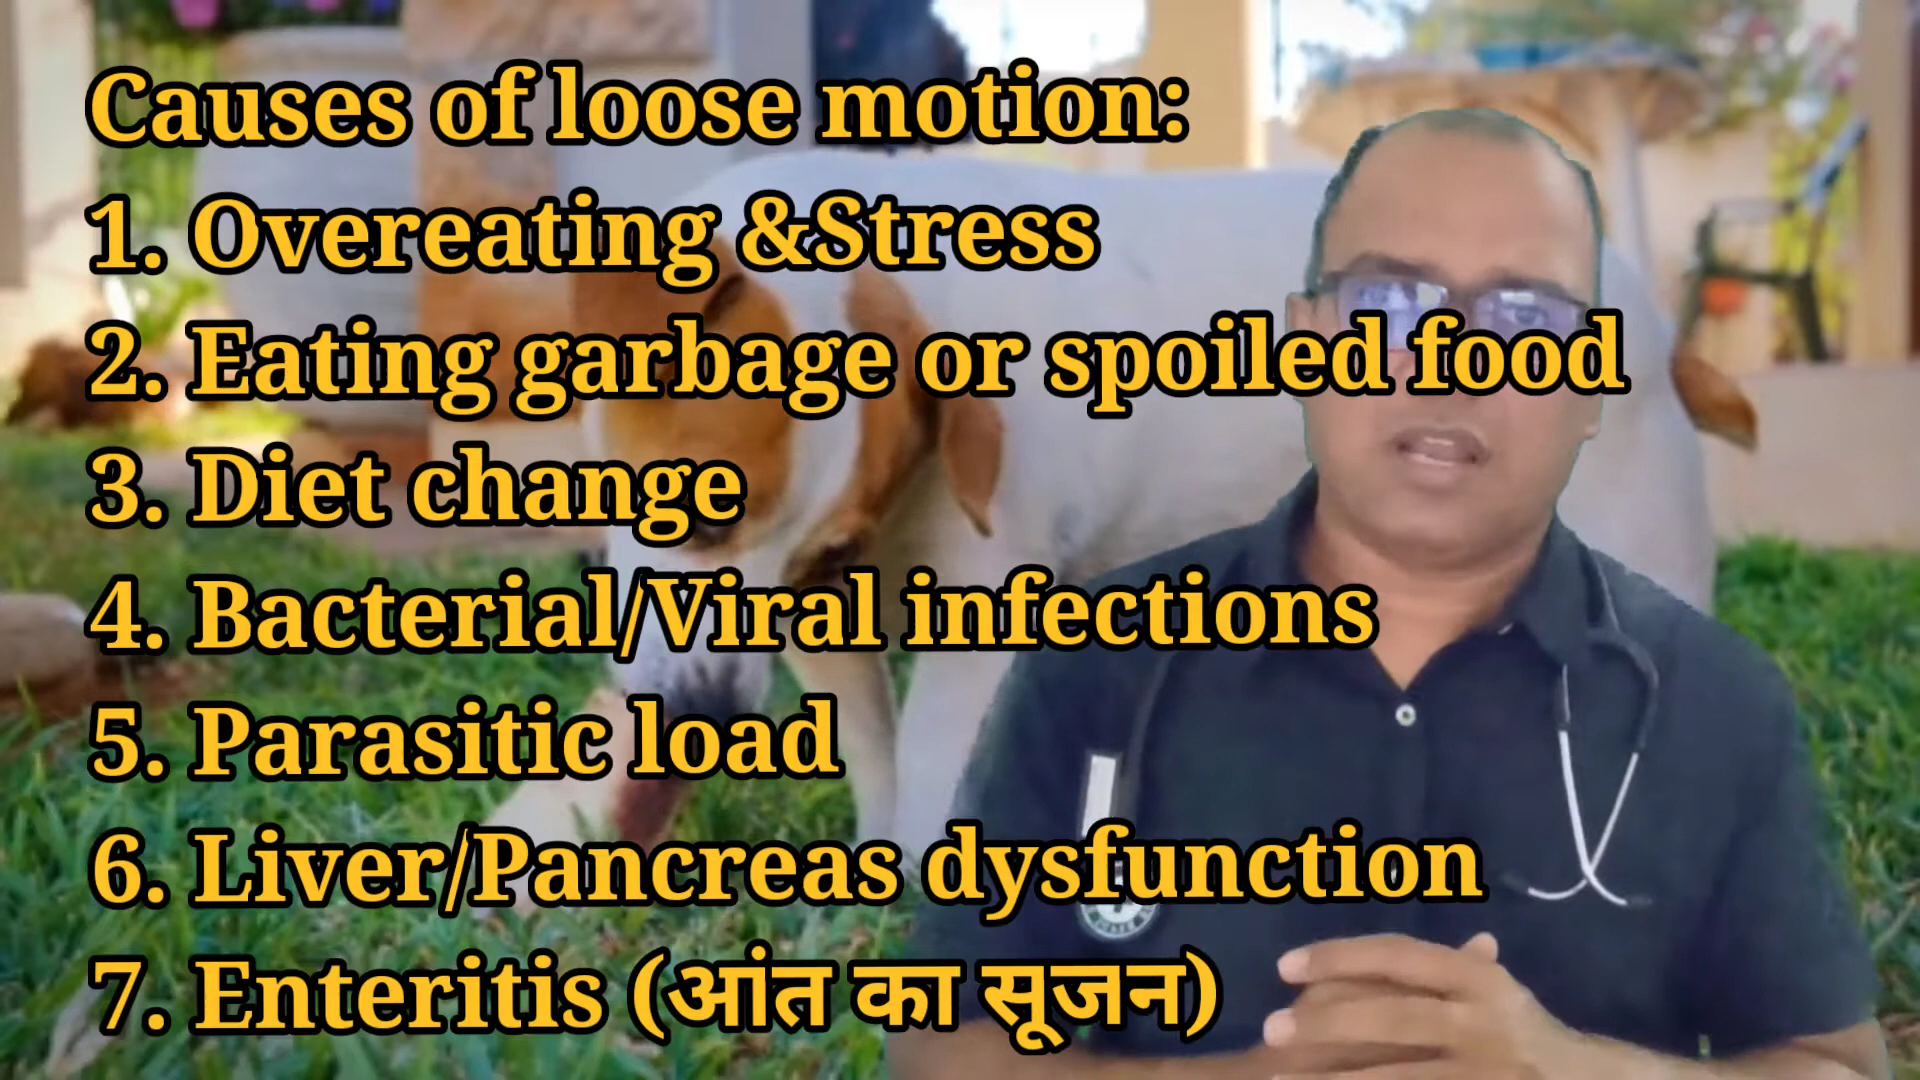 Causes of loose motion:
1. Overeating &Stress
2. Eating garbage or spoiled food
3. Diet change
4. Bacterial/Viral infections
5. Parasitic load
6. Liver/Pancreas dysfunction
7. Enteritis (आंत का सूजन)